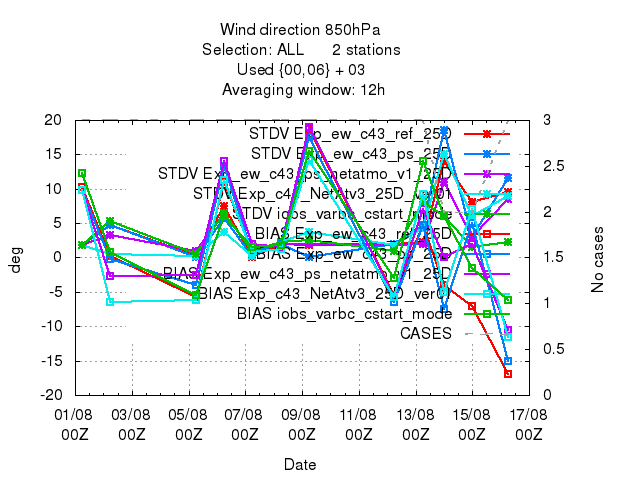 Wind direction 850hPa
Selection: ALL 2 stations
Used {00,06} + 03
Averaging window: 12h
20
15
10
5
0
-5
-10
-15
-20
deg
3
2.5
2
1.5
1
0.5
0
No cases
STDV Exp_ew_c43_ref_25D
STDV Exp_ew_c43_ps_25D
STDV Exp_ew_c43_ps_netatmo_v1_25D
STDV Exp_c43_NetAtv3_25D_ver01
STDV iobs_varbc_cstart_mode
BIAS Exp_ew_c43_ref_25D
BIAS Exp_ew_c43_ps_25D
BIAS Exp_ew_c43_ps_netatmo_v1_25D
BIAS Exp_c43_NetAtv3_25D_ver01
BIAS iobs_varbc_cstart_mode
CASES
01/08 03/08 05/08 07/08 09/08 11/08 13/08 15/08 17/08
00Z 00Z 00Z 00Z 00Z 00Z 00Z 00Z 00Z
Date